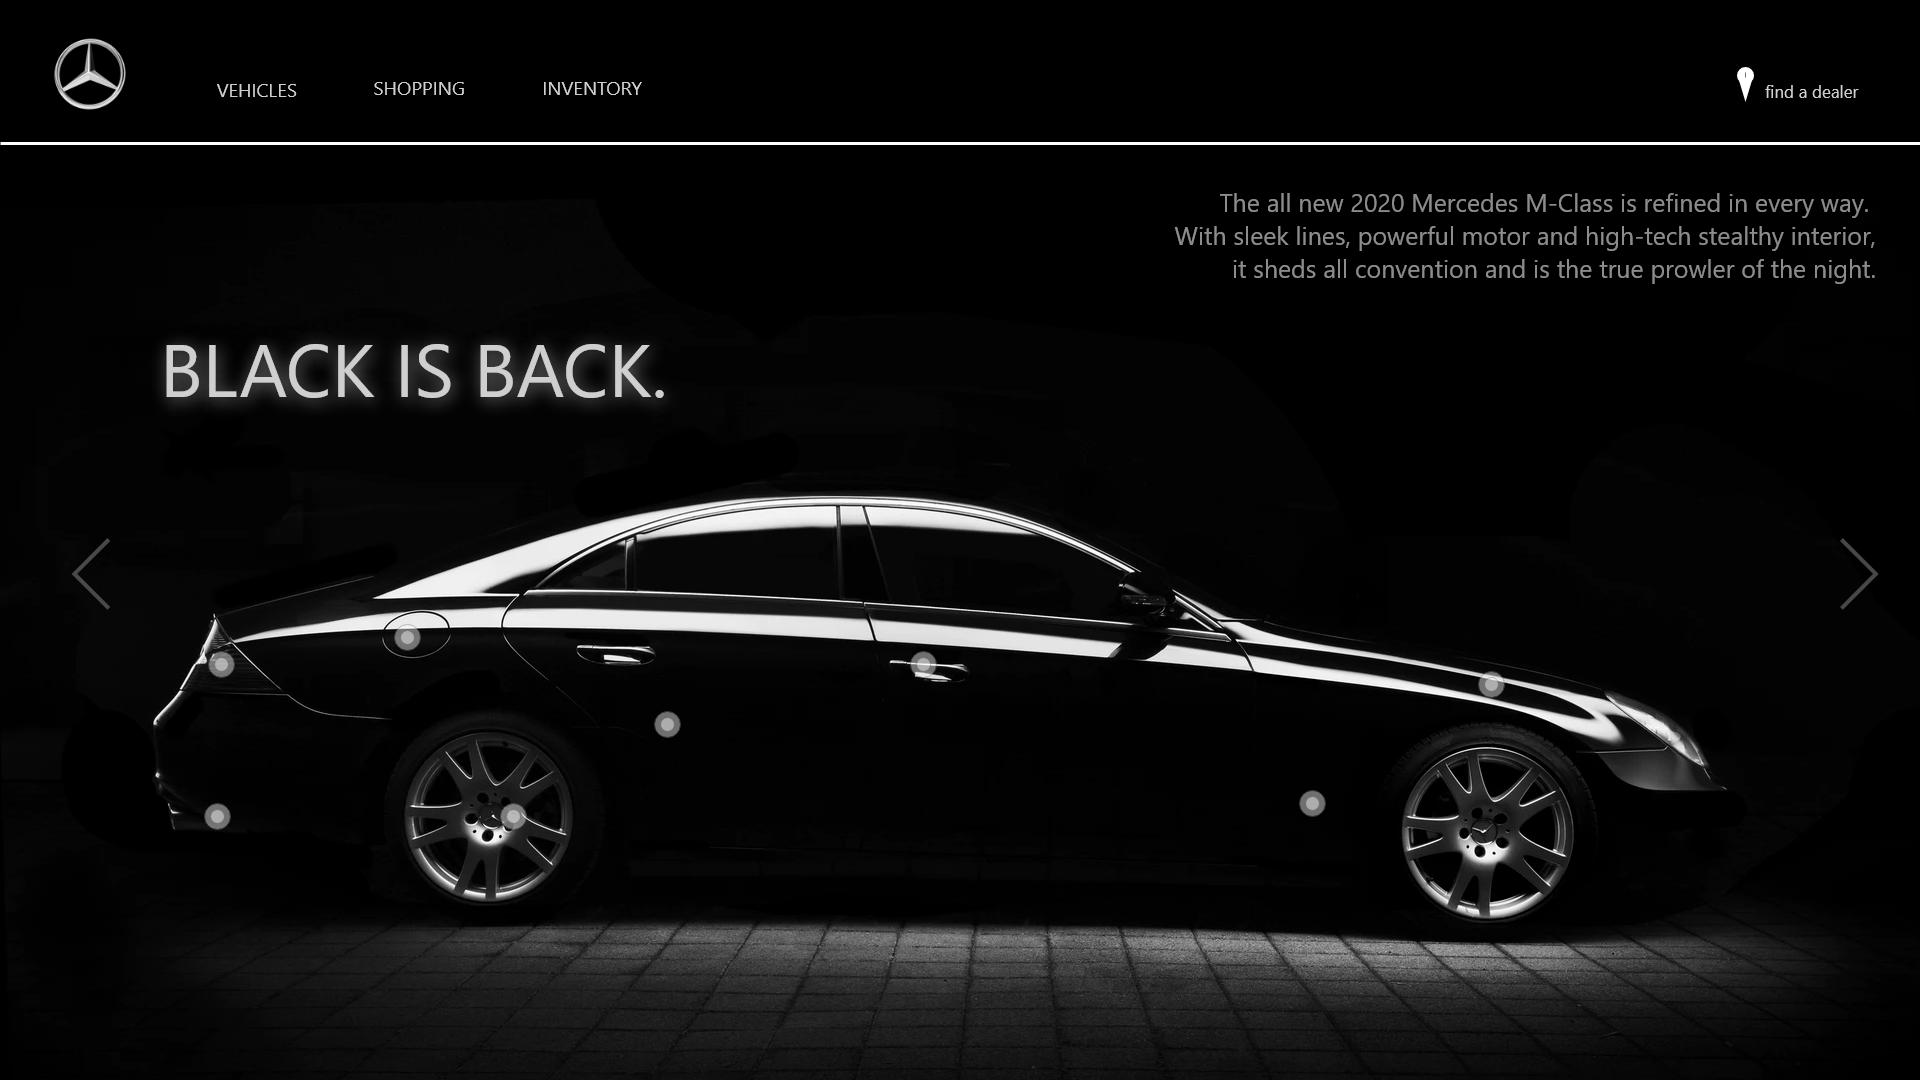 VEHICLES
SHOPPING
INVENTORY
find a dealer
The all new 2020 Mercedes M-Class is refined in every way.
With sleek lines, powerful motor and high-tech stealthy interior,
it sheds all convention and is the true prowler of the night.
BLACK IS BACK.